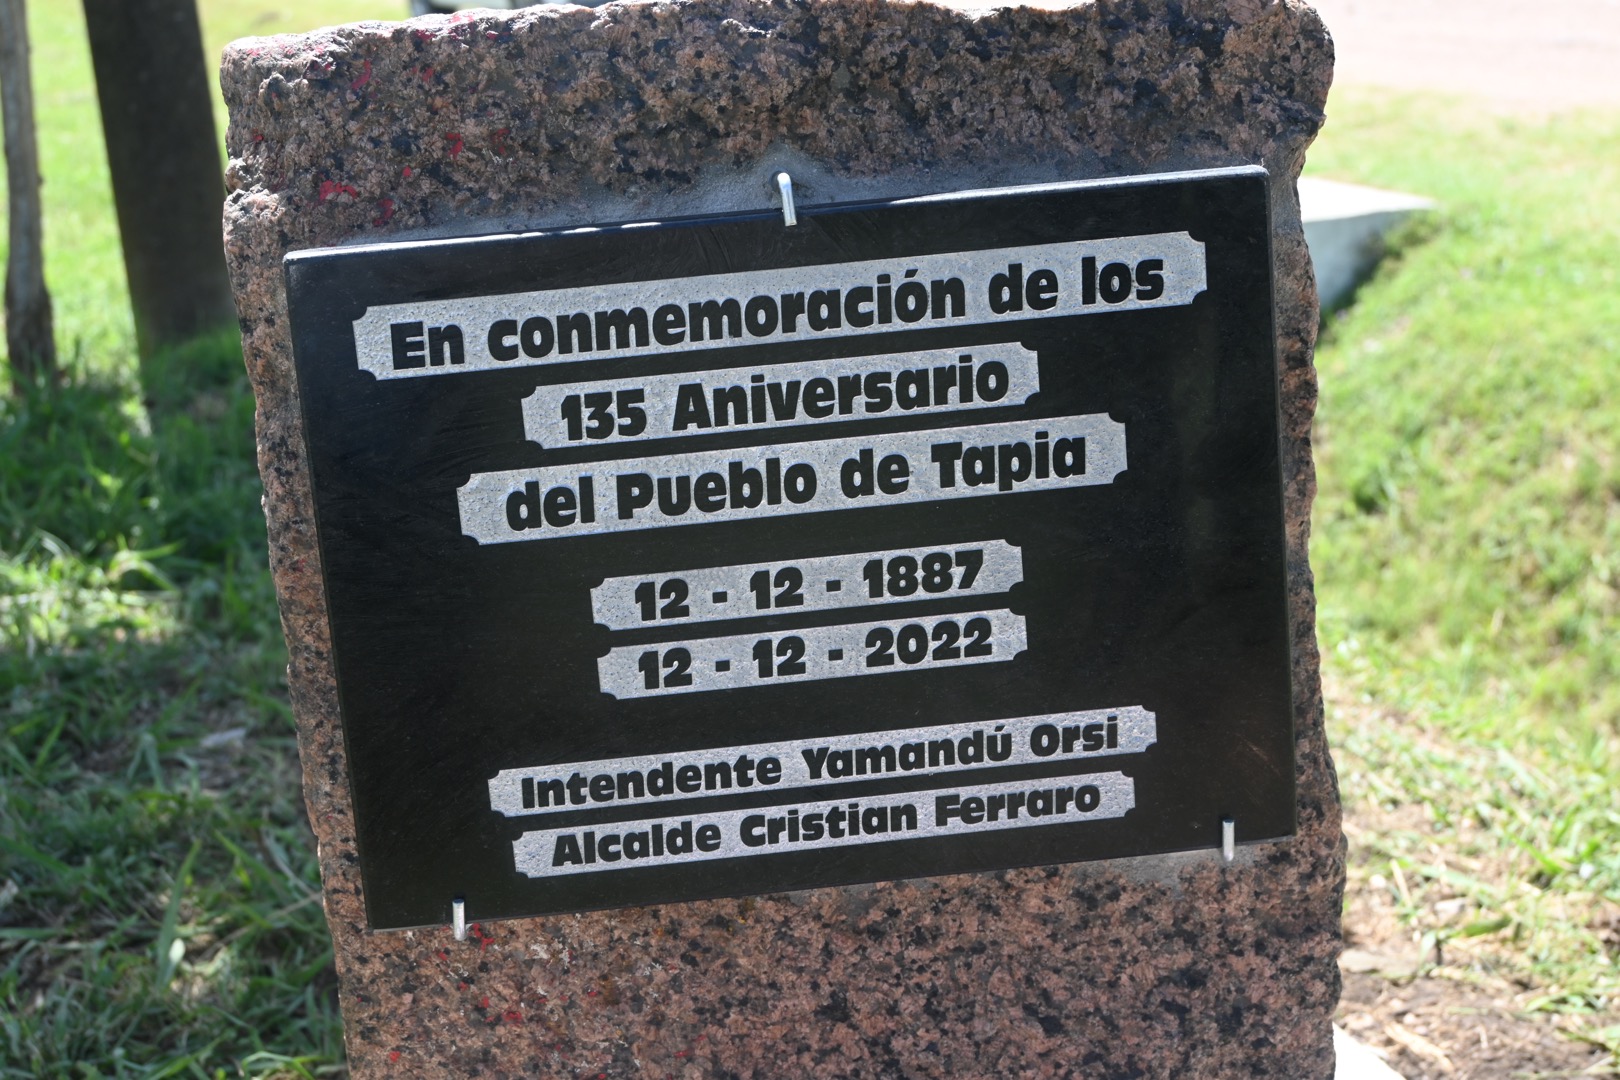 En conmemoración de los
135 Aniversario
del Pueblo de Tapia
12 - 12 - 1887
12 - 12 - 2022
Intendente Yamandú Orsi
Alcalde Cristian Ferraro